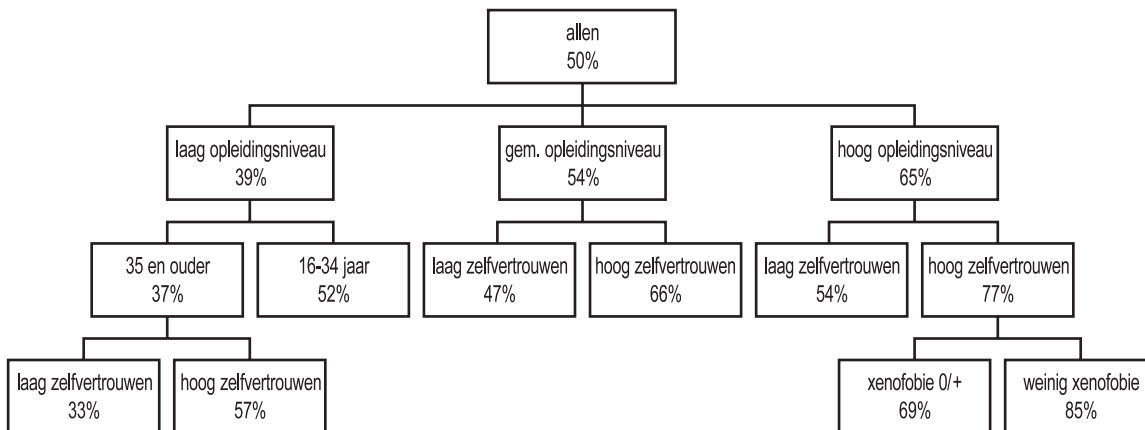 allen
50%
laag opleidingsniveau
39%
gem. opleidingsniveau
54%
hoog opleidingsniveau
65%
35 en ouder
37%
16-34 jaar
52%
laag zelfvertrouwen
47%
hoog zelfvertrouwen
66%
laag zelfvertrouwen
54%
hoog zelfvertrouwen
77%
laag zelfvertrouwen
33%
hoog zelfvertrouwen
57%
xenofobie 0/+
69%
weinig xenofobie
85%